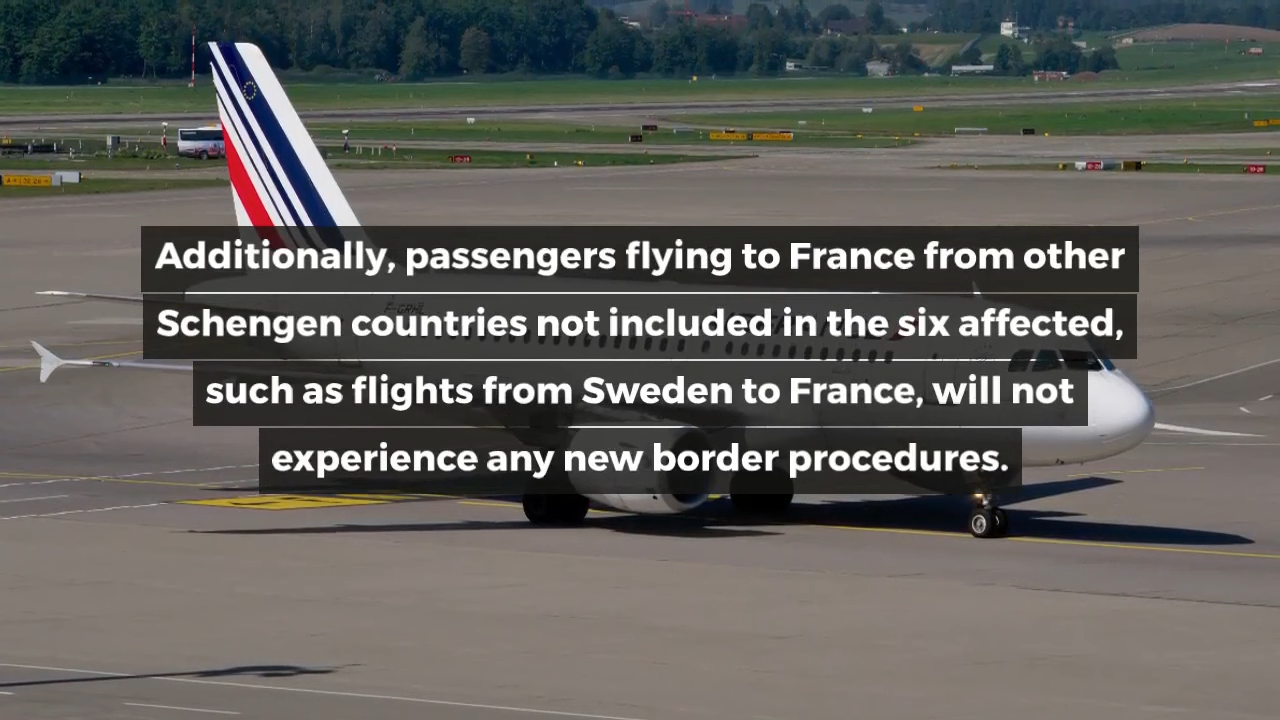 Additionally, passengers flying to France from other
Schengen countries not included in the six affected,
such as flights from Sweden to France, will not
experience any new border procedures.